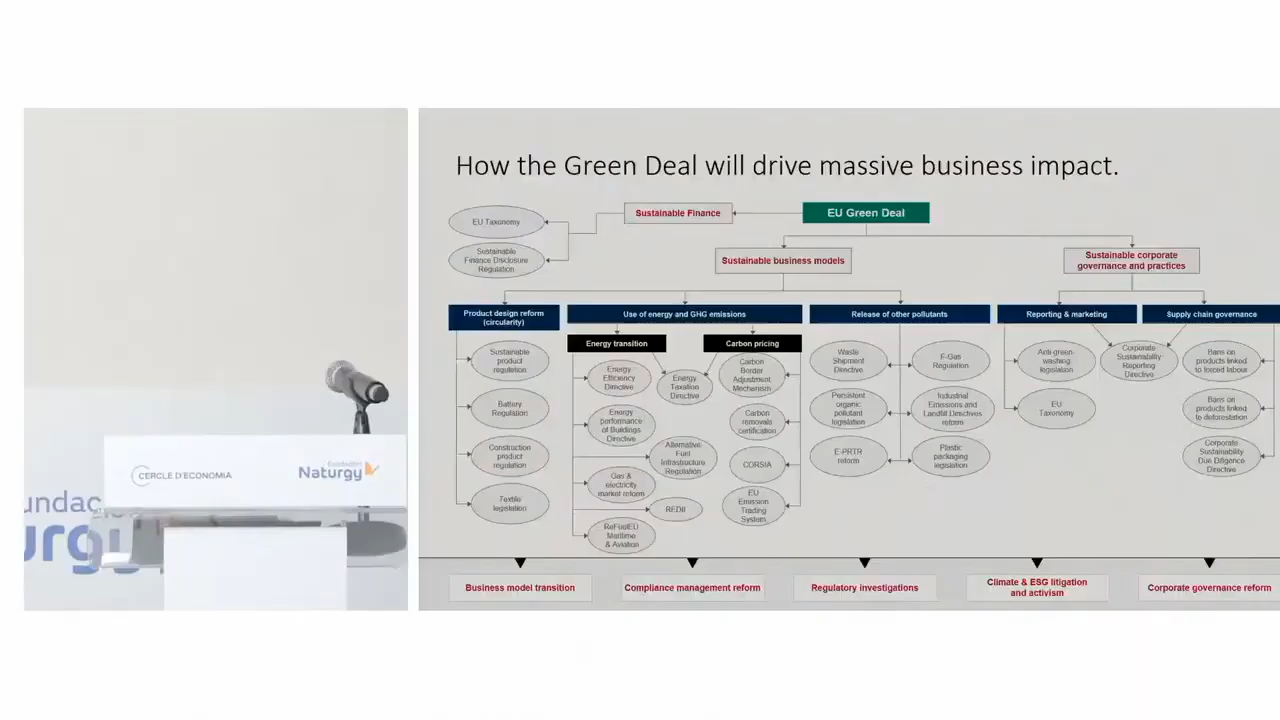 How the Green Deal will drive massive business impact.
EU Green Deal
Sustainable Finance
EU Taxonomy
Sustainable
Finance Disclosure
Regulation
Sustainable business models
Sustainable corporate
governance and practices
Product design reform
(circularity)
Sustainable
product
regulation
Battery
Regulation
Construction
product
regulation
Textile
legislation
Use of energy and GHG emissions
Energy transition
Energy
Efficiency
Directive
Energy
performance
of Buildings
Directive
Gas &
electricity
market reform
ReFuelEU
Maritime
& Aviation
Energy
Taxation
Directive
Alternative
Fuel
Infrastructure
Regulation
REDII
Carbon pricing
Carbon
Border
Adjustment
Mechanism
Carbon
removals
certification
CORSIA
EU
Emission
Trading
System
Release of other pollutants
Waste
Shipment
Directive
Persistent
organic
pollutant
legislation
E-PRTR
reform
F-Gas
Regulation
Industrial
Emissions and
Landfill Directives
reform
Plastic
packaging
legislation
Reporting & marketing
Anti-green-
washing
legislation
EU
Taxonomy
Corporate
Sustainability
Reporting
Directive
Supply chain governance
Bans on
products linked
to forced labour
Bans on
products linked
to deforestation
Corporate
Sustainability
Due Diligence
Directive
Business model transition
Compliance management reform
Regulatory investigations
Climate & ESG litigation
and activism
Corporate governance reform
CERCLE D'ECONOMIA
Naturgy
undac
urgy